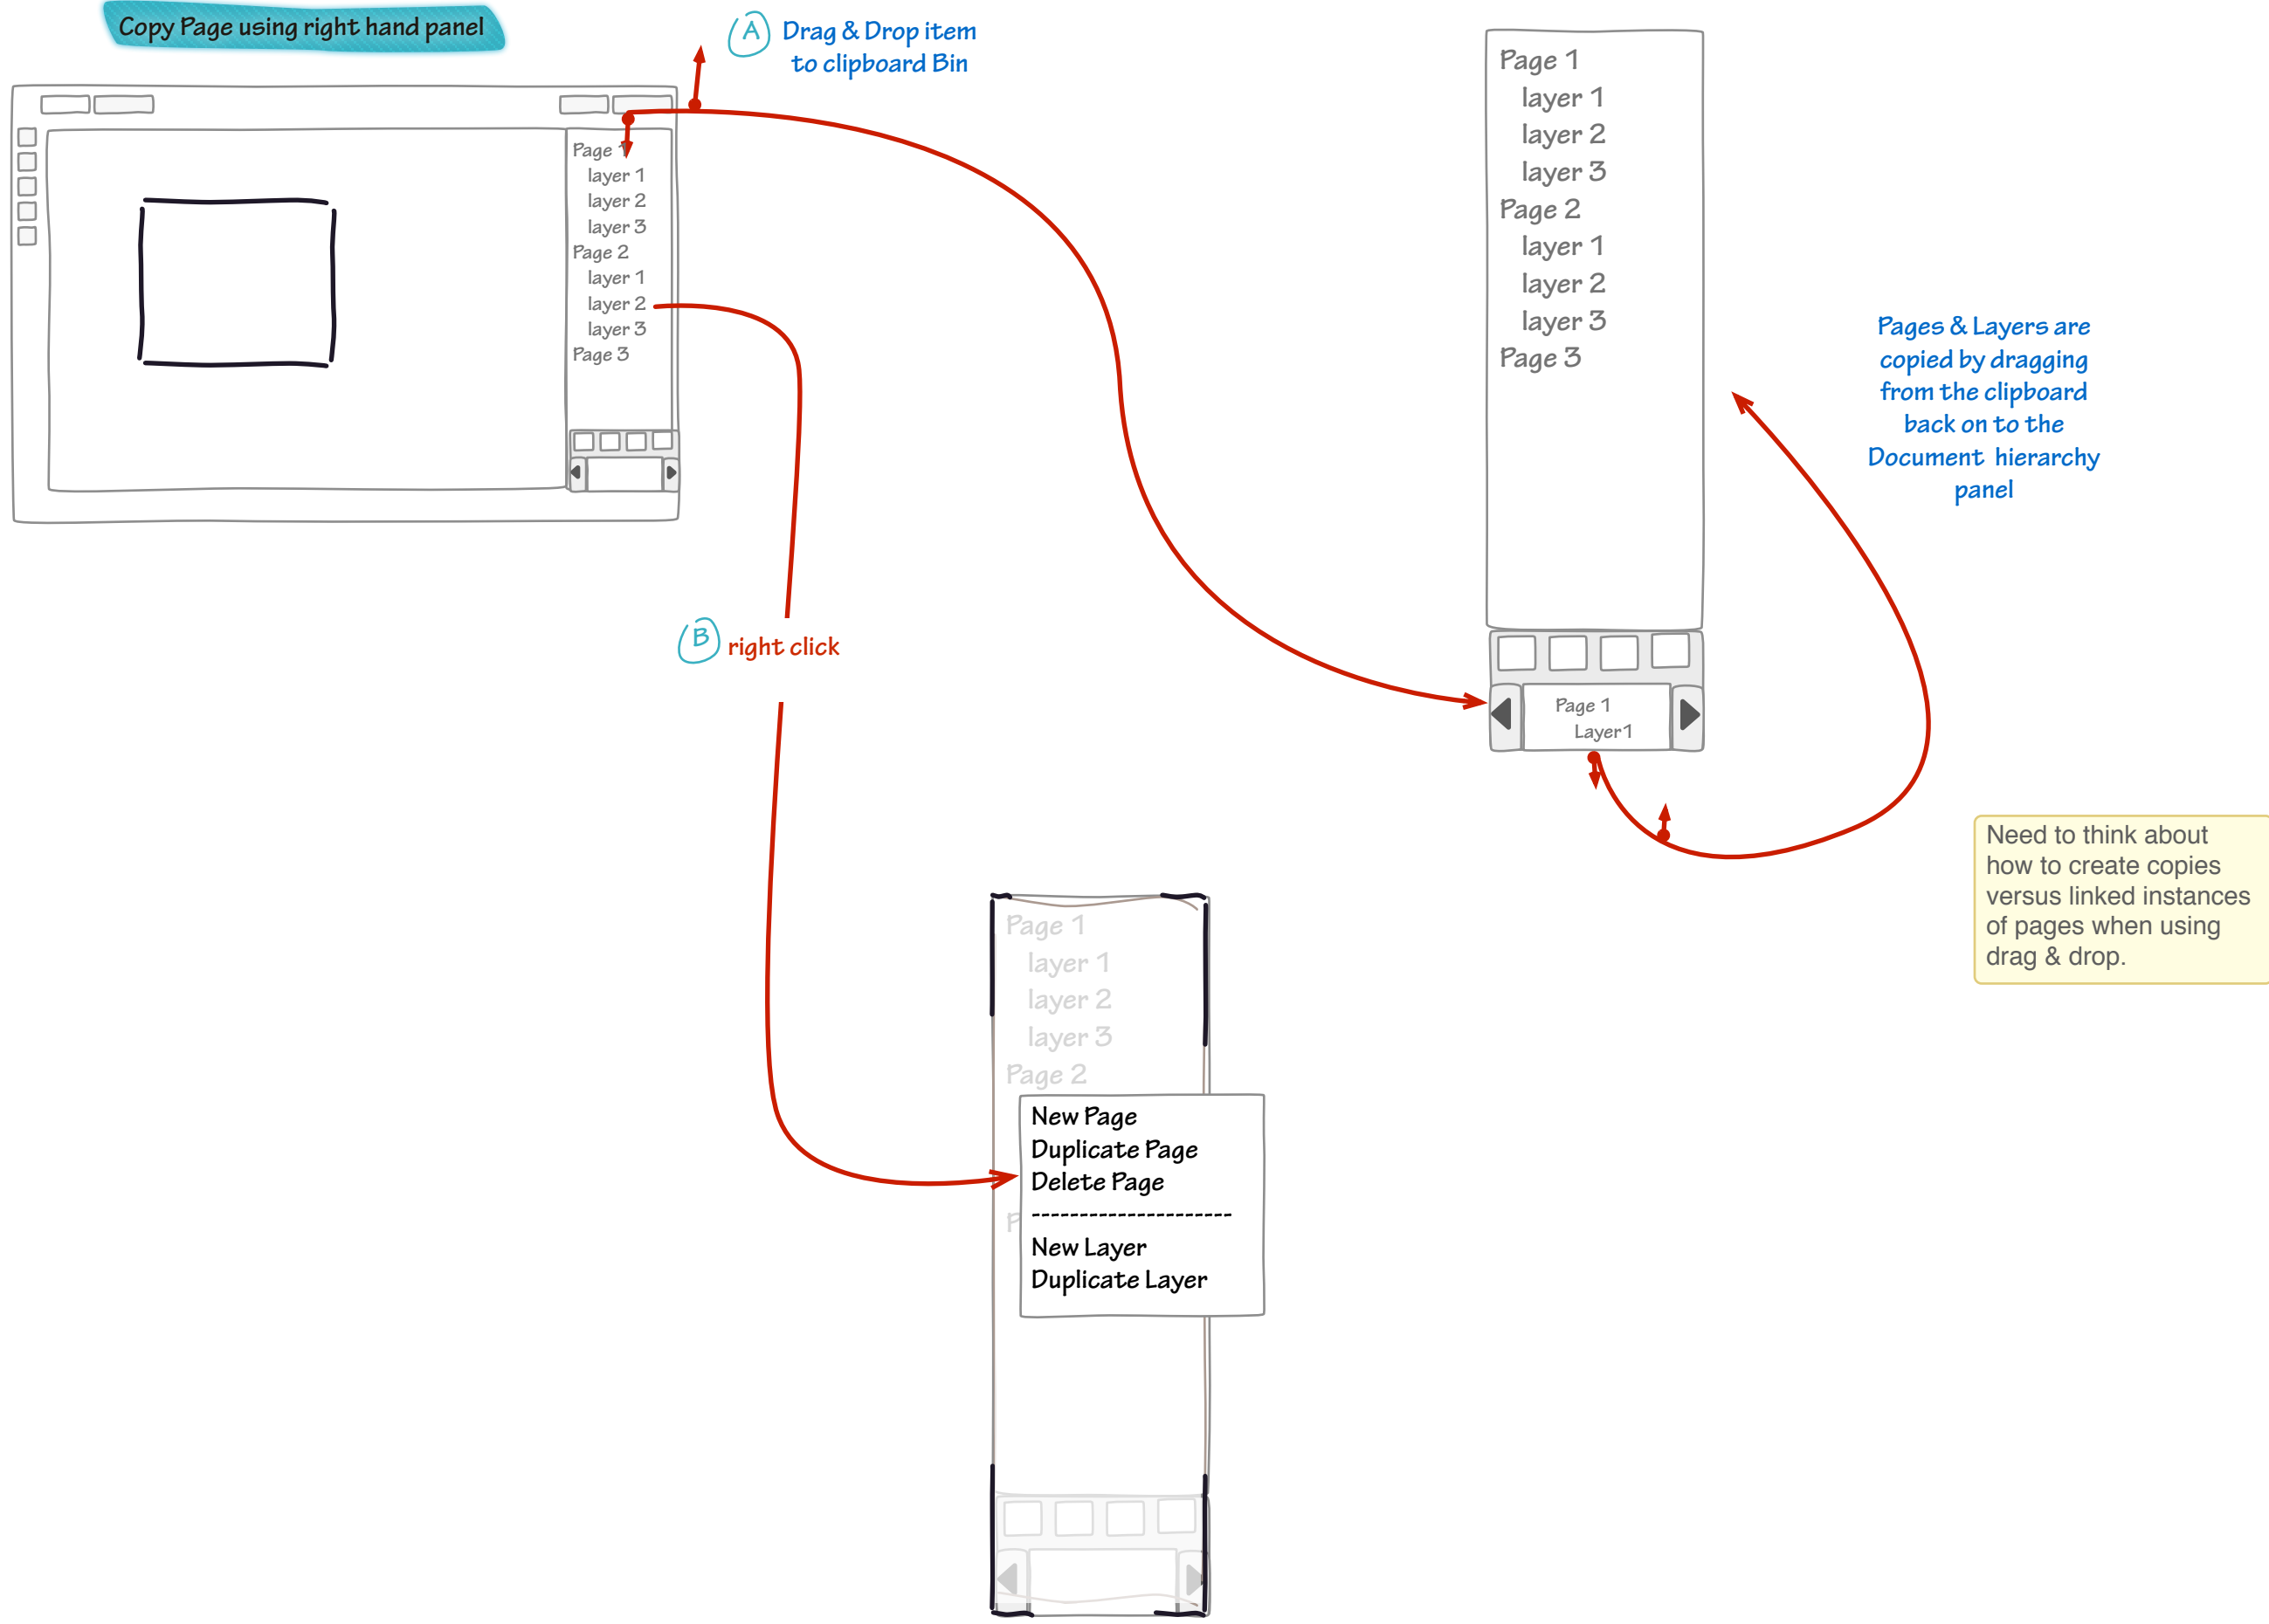 Copy Page using right hand panel
A
Drag & Drop item
to clipboard Bin
Page 1
layer 1
layer 2
layer 3
Page 2
layer 1
layer 2
layer 3
Page 3
Page 1
layer 1
layer 2
layer 3
Page 2
layer 1
layer 2
layer 3
Page 3
Page 1
Layer1
Pages & Layers are
copied by dragging
from the clipboard
back on to the
Document hierarchy
panel
B
right click
Need to think about
how to create copies
versus linked instances
of pages when using
drag & drop.
Page 1
layer 1
layer 2
layer 3
Page 2
P
New Page
Duplicate Page
Delete Page
---------------------
New Layer
Duplicate Layer